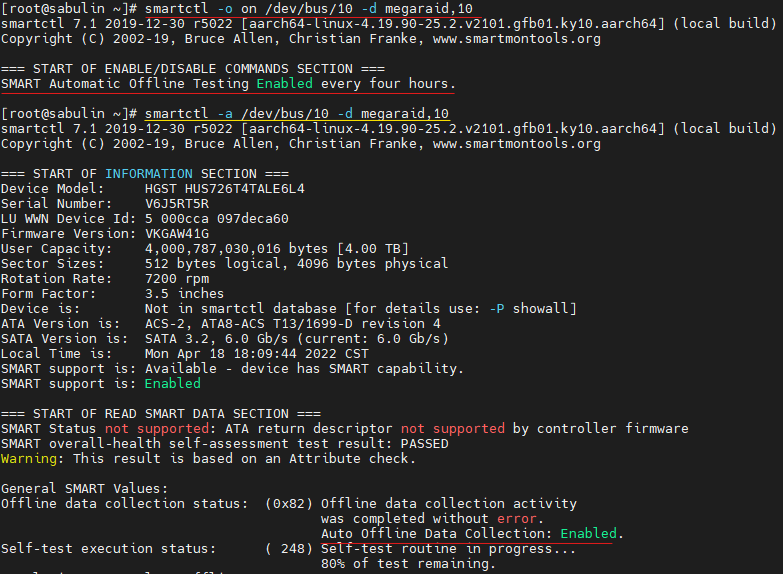 [root@sabulin ~]# smartctl -o on /dev/bus/10 -d megaraid,10
smartctl 7.1 2019-12-30 r5022 [aarch64-linux-4.19.90-25.2.v2101.gfb01.ky10.aarch64] (local build)
Copyright (C) 2002-19, Bruce Allen, Christian Franke, www.smartmontools.org

=== START OF ENABLE/DISABLE COMMANDS SECTION ===
SMART Automatic Offline Testing Enabled every four hours.

[root@sabulin ~]# smartctl -a /dev/bus/10 -d megaraid,10
smartctl 7.1 2019-12-30 r5022 [aarch64-linux-4.19.90-25.2.v2101.gfb01.ky10.aarch64] (local build)
Copyright (C) 2002-19, Bruce Allen, Christian Franke, www.smartmontools.org

=== START OF INFORMATION SECTION ===
Device Model:     HGST HUS726T4TALE6L4
Serial Number:    V6J5RT5R
LU WWN Device Id: 5 000cca 097deca60
Firmware Version: VKGAW41G
User Capacity:    4,000,787,030,016 bytes [4.00 TB]
Sector Sizes:     512 bytes logical, 4096 bytes physical
Rotation Rate:    7200 rpm
Form Factor:      3.5 inches
Device is:        Not in smartctl database [for details use: -P showall]
ATA Version is:   ACS-2, ATA8-ACS T13/1699-D revision 4
SATA Version is:  SATA 3.2, 6.0 Gb/s (current: 6.0 Gb/s)
Local Time is:    Mon Apr 18 18:09:44 2022 CST
SMART support is: Available - device has SMART capability.
SMART support is: Enabled

=== START OF READ SMART DATA SECTION ===
SMART Status not supported: ATA return descriptor not supported by controller firmware
SMART overall-health self-assessment test result: PASSED
Warning: This result is based on an Attribute check.

General SMART Values:
Offline data collection status:  (0x82) Offline data collection activity
was completed without error.
Auto Offline Data Collection: Enabled.
Self-test execution status:      ( 248) Self-test routine in progress...
80% of test remaining.